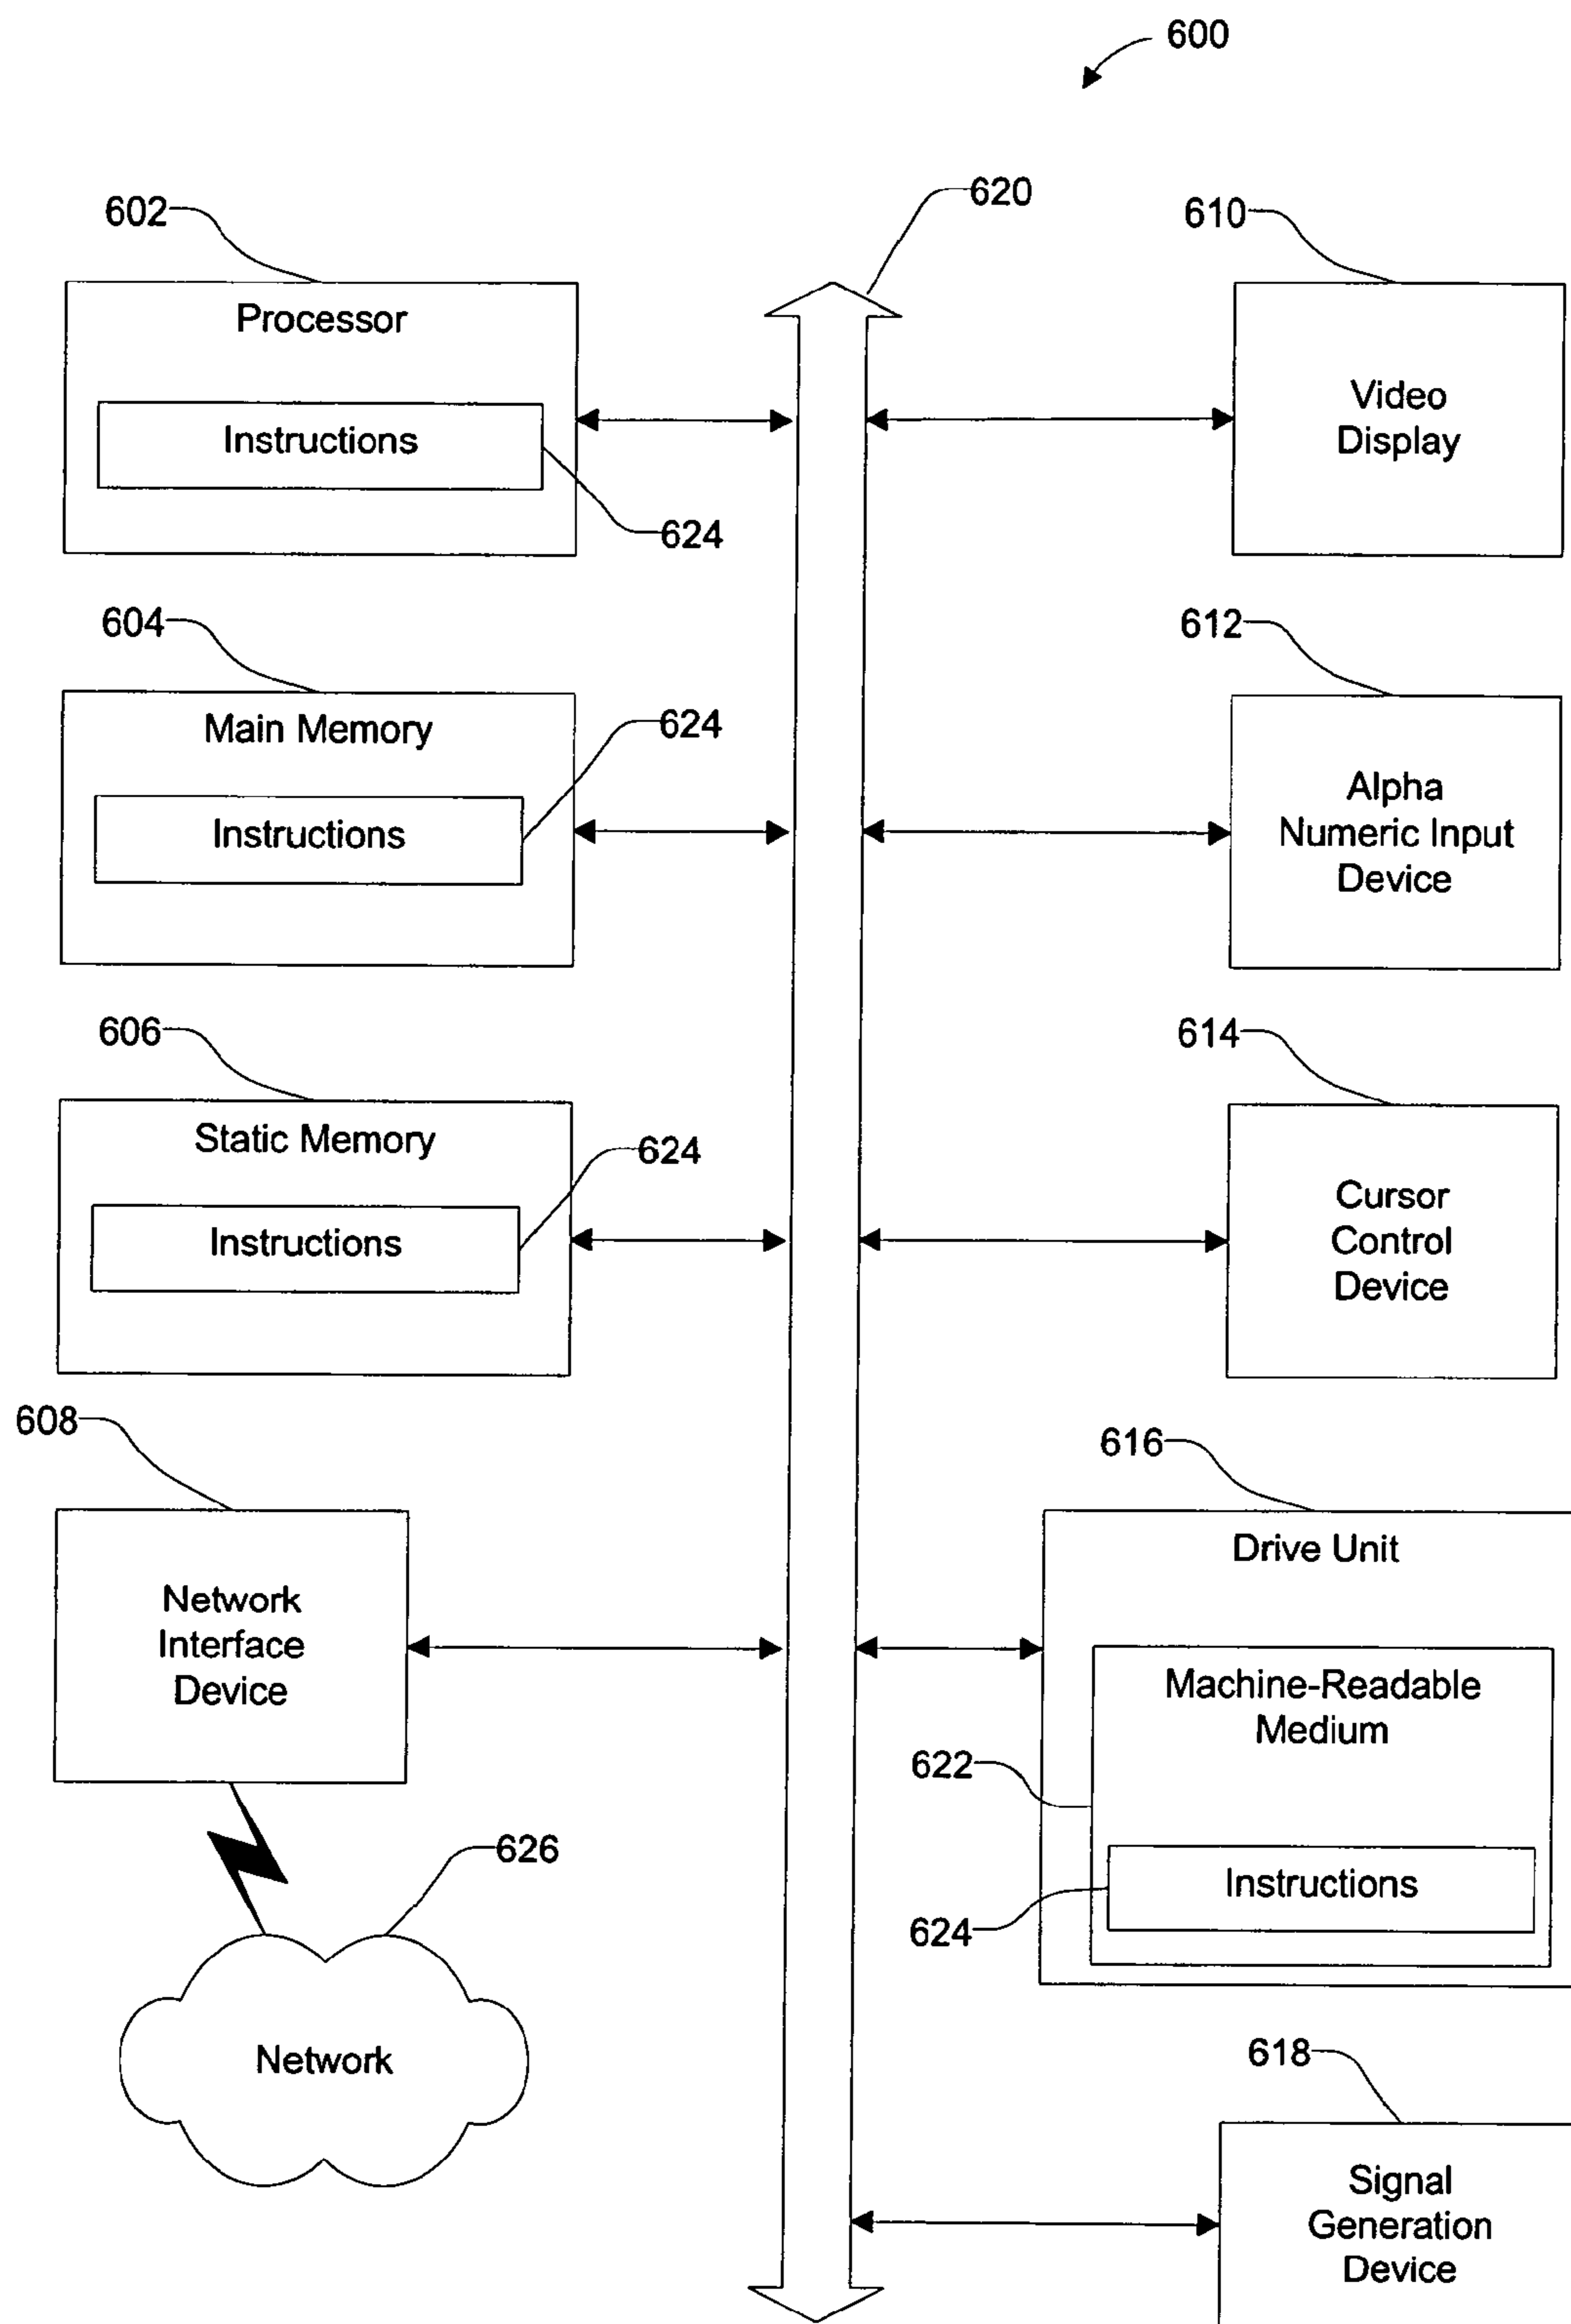 600
620
602
610
Processor
Instructions
624
Video
Display
604
612
Main Memory
624
Instructions
Alpha
Numeric Input
Device
606
614
Static Memory
624
Instructions
Cursor
Control
Device
608
616
Network
Interface
Device
Drive Unit
Machine-Readable
Medium
622
Instructions
624
626
Network
618
Signal
Generation
Device